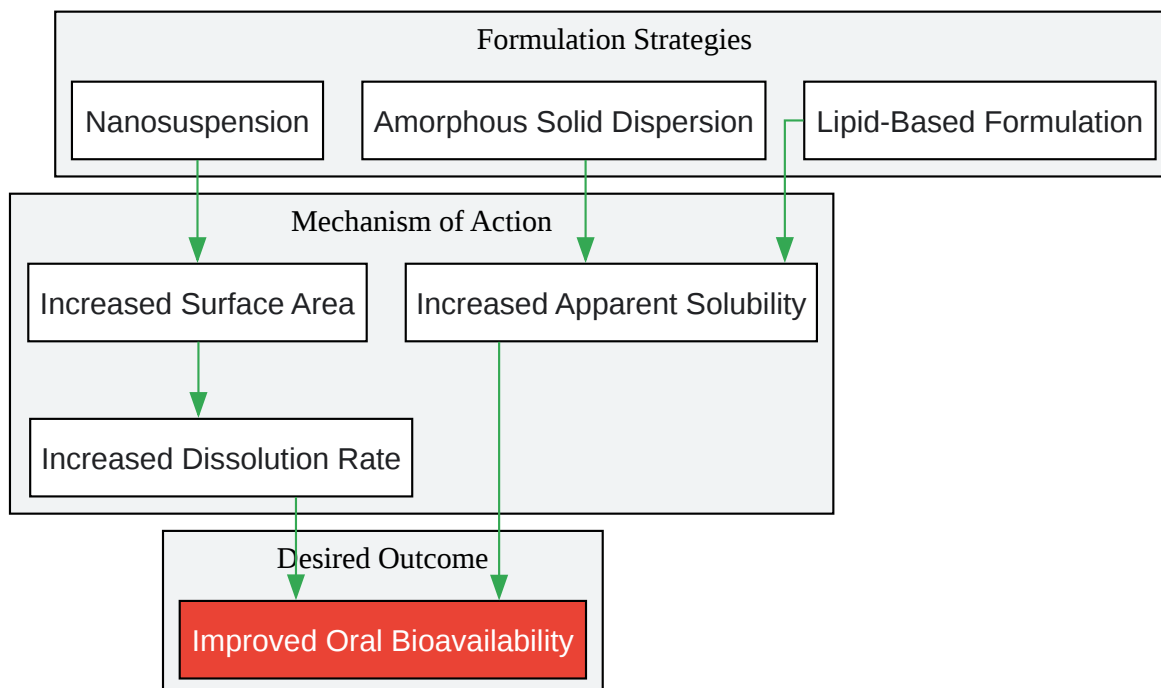 Formulation Strategies
Nanosuspension
Amorphous Solid Dispersion
Lipid-Based Formulation
Mechanism of Action
Increased Surface Area
Increased Apparent Solubility
Increased Dissolution Rate
Desired Outcome
Improved Oral Bioavailability